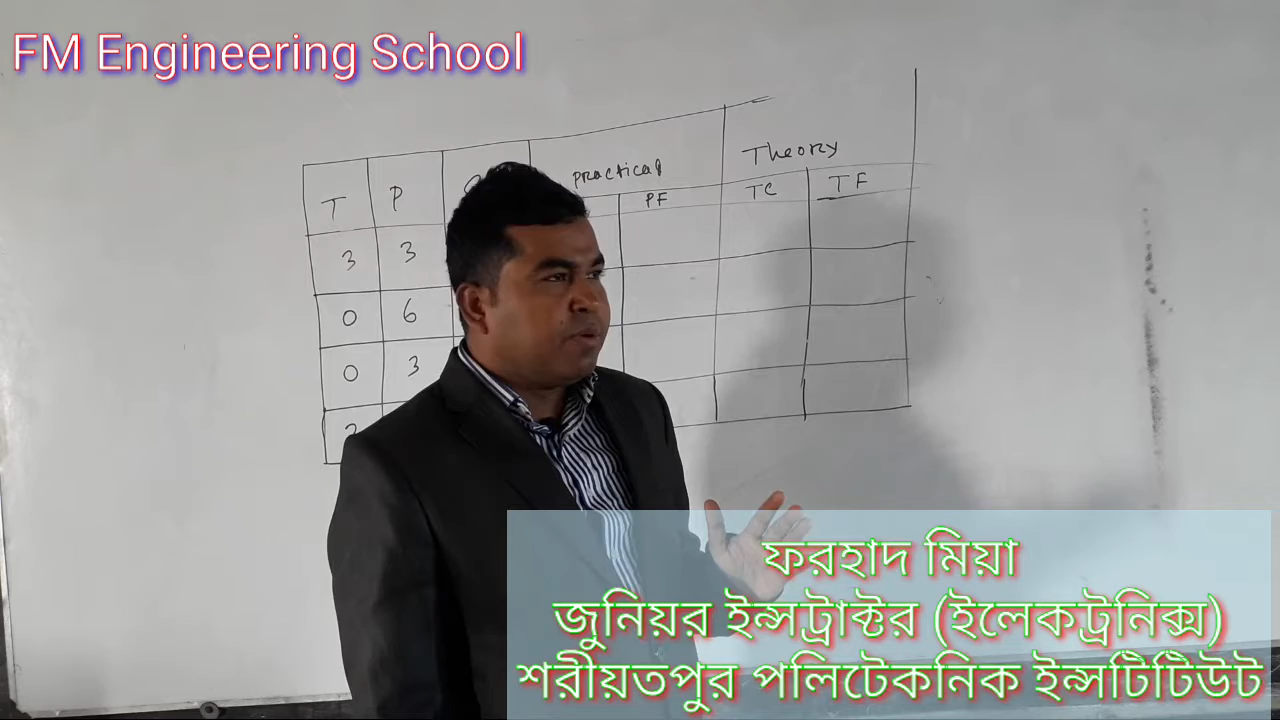 FM Engineering School
Practical
Theory
T P
PF TC TF
3 3
0 6
0 3
ফরহাদ মিয়া
জুনিয়র ইন্সট্রাক্টর (ইলেকট্রনিক্স)
শরীয়তপুর পলিটেকনিক ইন্সটিটিউট